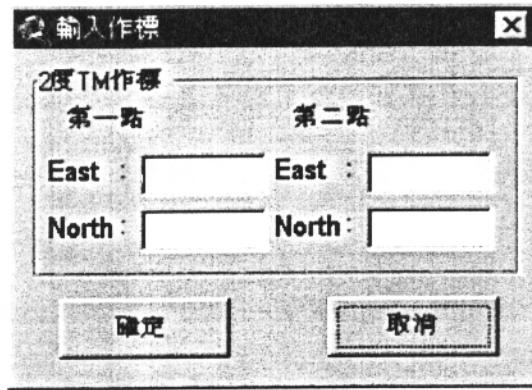 輸入作標
2度TM作標
第一點 第二點
East : East :
North : North :
確定 取消